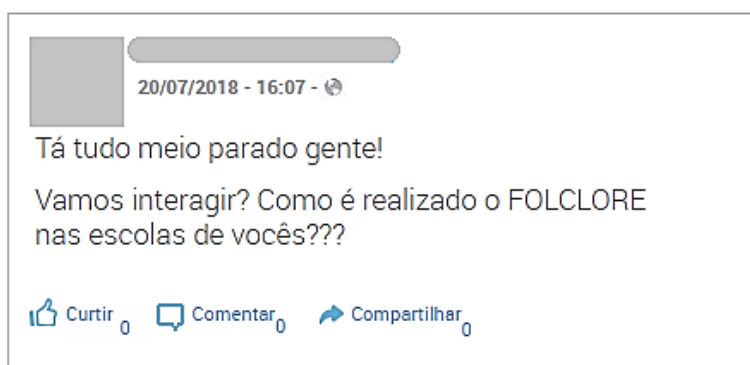 20/07/2018 - 16:07 -
Tá tudo meio parado gente!
Vamos interagir? Como é realizado o FOLCLORE
nas escolas de vocês???
Curtir 0 Comentar 0 Compartilhar 0